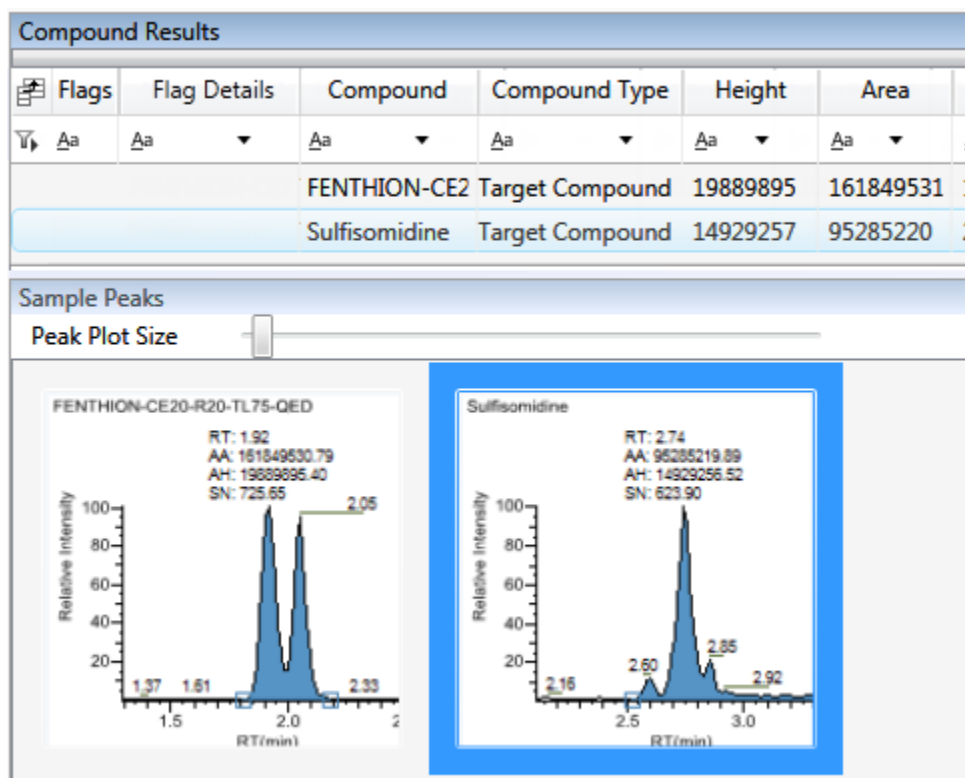 Compound Results
Flags Flag Details Compound Compound Type Height Area
Aa Aa Aa Aa Aa Aa
FENTHION-CE2 Target Compound 19889895 161849531
Sulfisomidine Target Compound 14929257 95285220
Sample Peaks
Peak Plot Size
FENTHION-CE20-R20-TL75-QED
RT: 1.92
AA: 161849530.79
AH: 19889895.40
SN: 725.65
Relative Intensity
100
80
60
40
20
2.05
1.37 1.61 2.33
1.5 2.0 2
RT(min)
Sulfisomidine
RT: 2.74
AA: 95285219.89
AH: 14929256.52
SN: 623.90
Relative Intensity
100
80
60
40
20
2.16 2.60 2.85 2.92
2.5 3.0
RT(min)